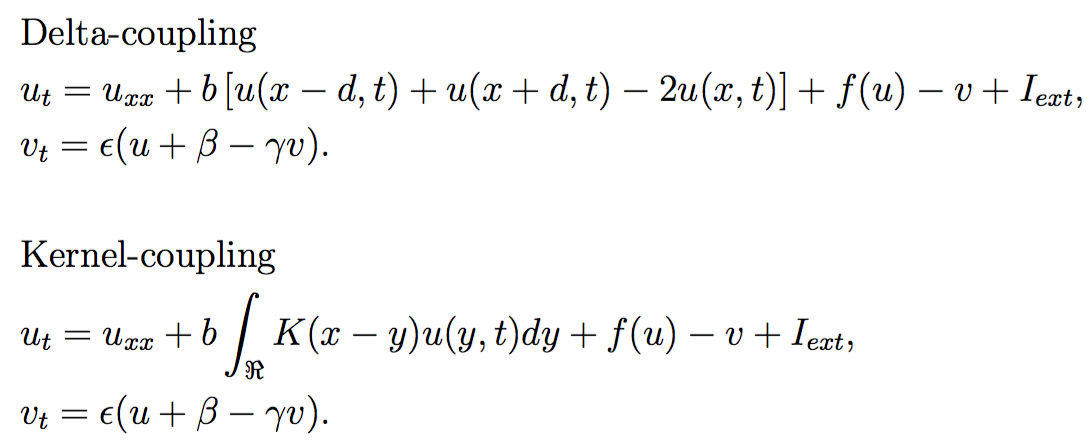 Delta-coupling
u_t = u_{xx} + b [u(x − d, t) + u(x + d, t) − 2u(x, t)] + f(u) − v + I_{ext},
v_t = ϵ(u + β − γv).
Kernel-coupling
u_t = u_{xx} + b ∫_ℜ K(x − y)u(y, t)dy + f(u) − v + I_{ext},
v_t = ϵ(u + β − γv).